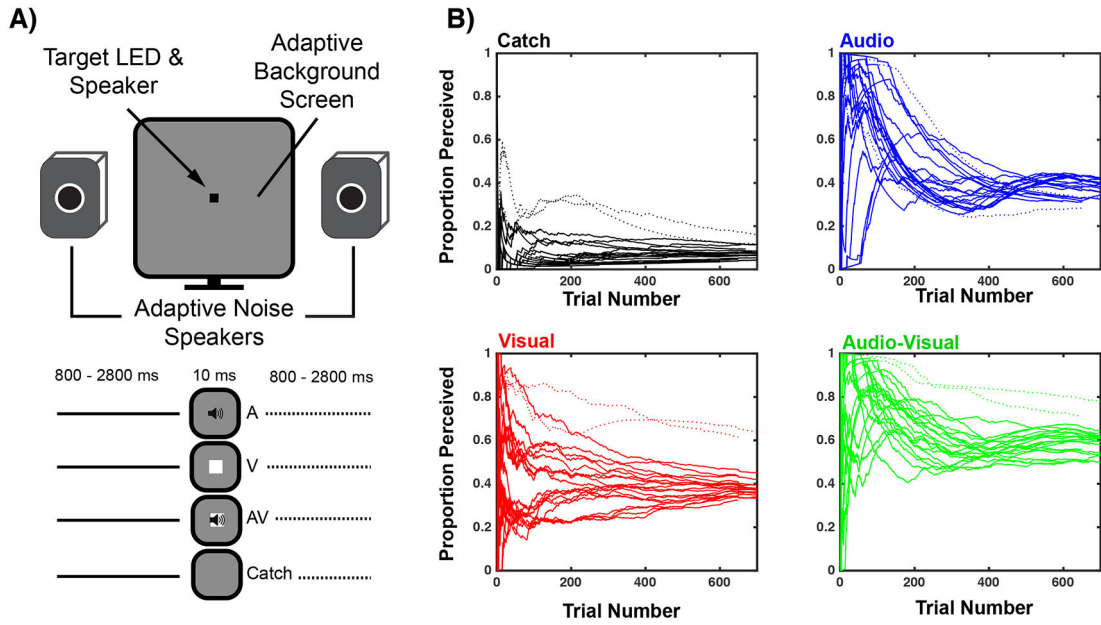 A)
Target LED &
Speaker
Adaptive
Background
Screen
Adaptive Noise
Speakers
800 - 2800 ms 10 ms 800 - 2800 ms
A
V
AV
Catch
B)
Catch
Proportion Perceived
1
0.8
0.6
0.4
0.2
0
0 200 400 600
Trial Number
Audio
1
0.8
0.6
0.4
0.2
0
0 200 400 600
Trial Number
Visual
Proportion Perceived
1
0.8
0.6
0.4
0.2
0
0 200 400 600
Trial Number
Audio-Visual
1
0.8
0.6
0.4
0.2
0
0 200 400 600
Trial Number